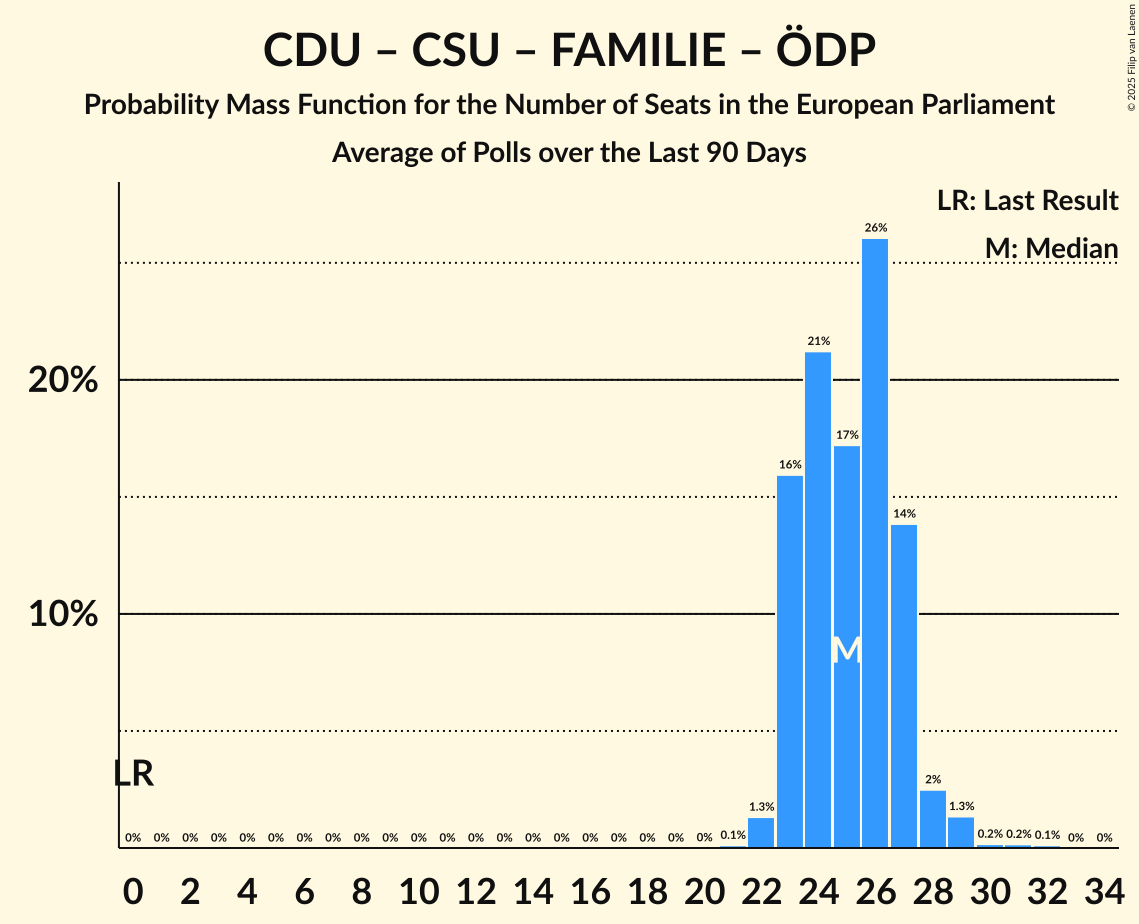 CDU – CSU – FAMILIE – ÖDP
Probability Mass Function for the Number of Seats in the European Parliament
Average of Polls over the Last 90 Days
© 2025 Filip van Laenen
LR: Last Result
M: Median
26%
21%
20%
17%
16%
14%
10%
M
LR
2%
1.3% 1.3%
0% 0% 0% 0% 0% 0% 0% 0% 0% 0% 0% 0% 0% 0% 0% 0% 0% 0% 0% 0% 0% 0.1% 0.2% 0.2% 0.1% 0% 0%
0 2 4 6 8 10 12 14 16 18 20 22 24 26 28 30 32 34